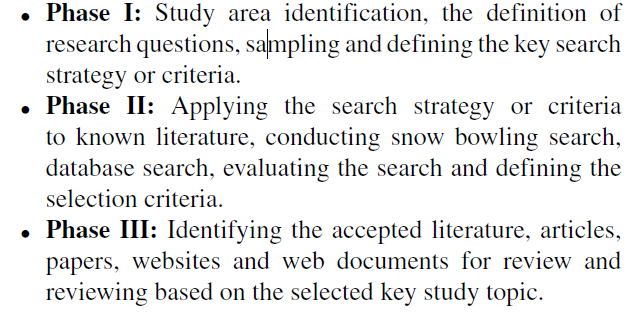 • Phase I: Study area identification, the definition of
research questions, sampling and defining the key search
strategy or criteria.
• Phase II: Applying the search strategy or criteria
to known literature, conducting snow bowling search,
database search, evaluating the search and defining the
selection criteria.
• Phase III: Identifying the accepted literature, articles,
papers, websites and web documents for review and
reviewing based on the selected key study topic.